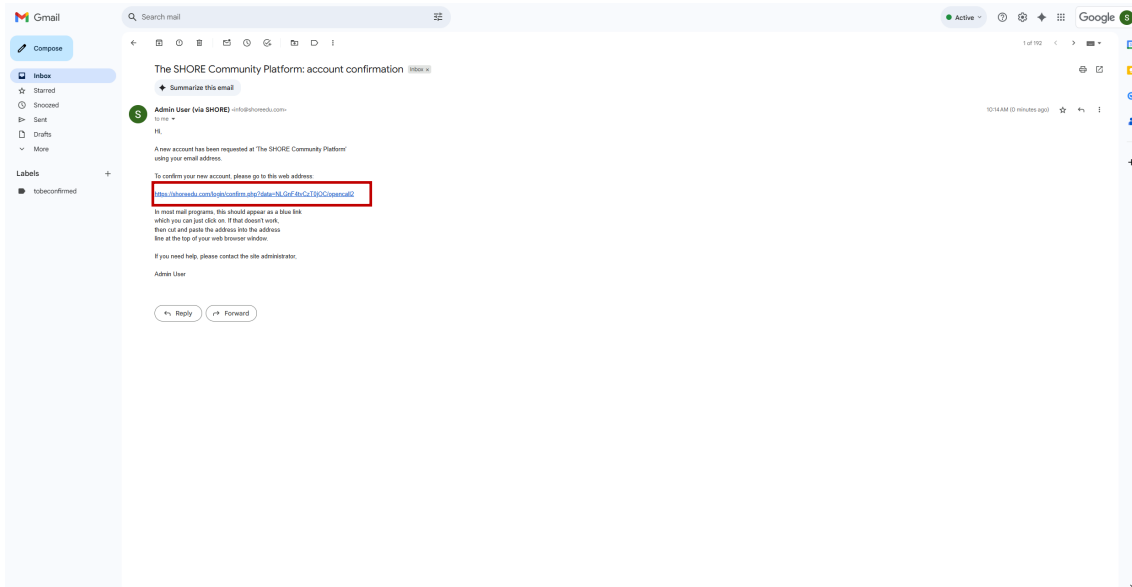 Gmail
Search mail
Active
Google
S
Compose
1 of 192
Inbox
Starred
Snoozed
Sent
Drafts
More
Labels
tobeconfirmed
The SHORE Community Platform: account confirmation Inbox x
Summarize this email
S
Admin User (via SHORE) <info@shoreedu.com>
10:14 AM (0 minutes ago)
to me
Hi,
A new account has been requested at 'The SHORE Community Platform'
using your email address.
To confirm your new account, please go to this web address:
In most mail programs, this should appear as a blue link
which you can just click on. If that doesn't work,
then cut and paste the address into the address
line at the top of your web browser window.
If you need help, please contact the site administrator,
Admin User
Reply
Forward